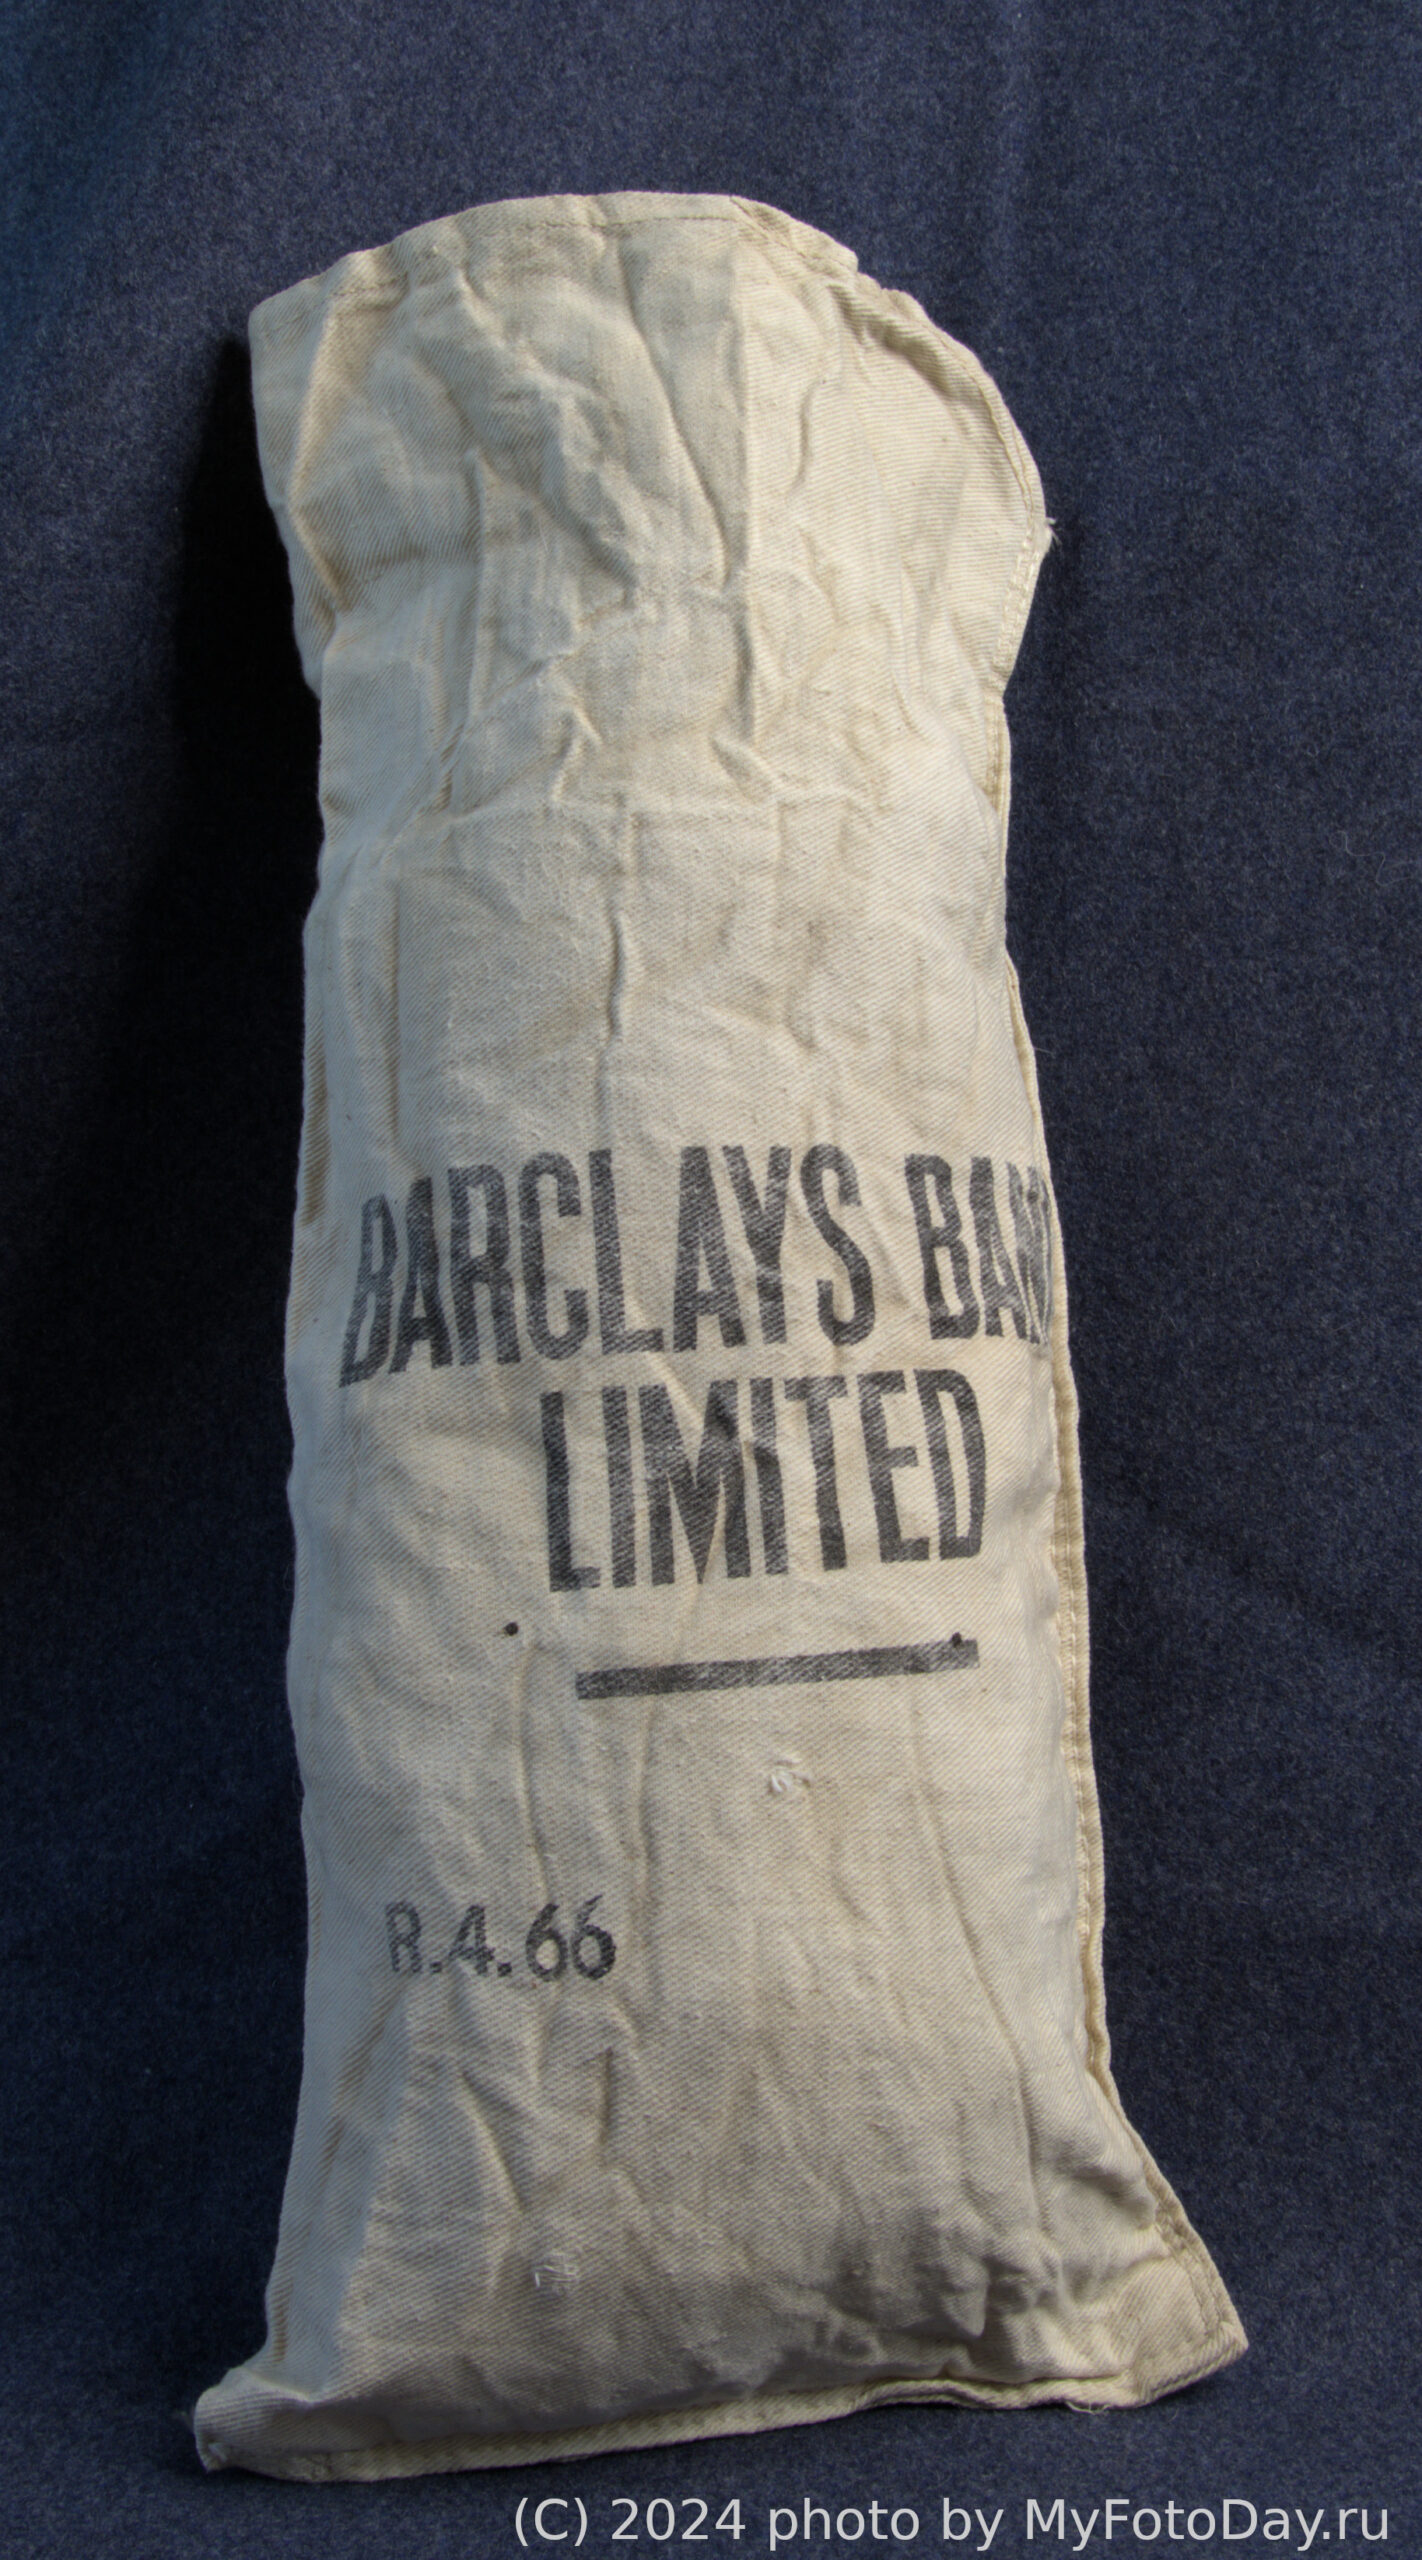 BARCLAYS BANK
LIMITED
R.4.66
(C) 2024 photo by MyFotoDay.ru